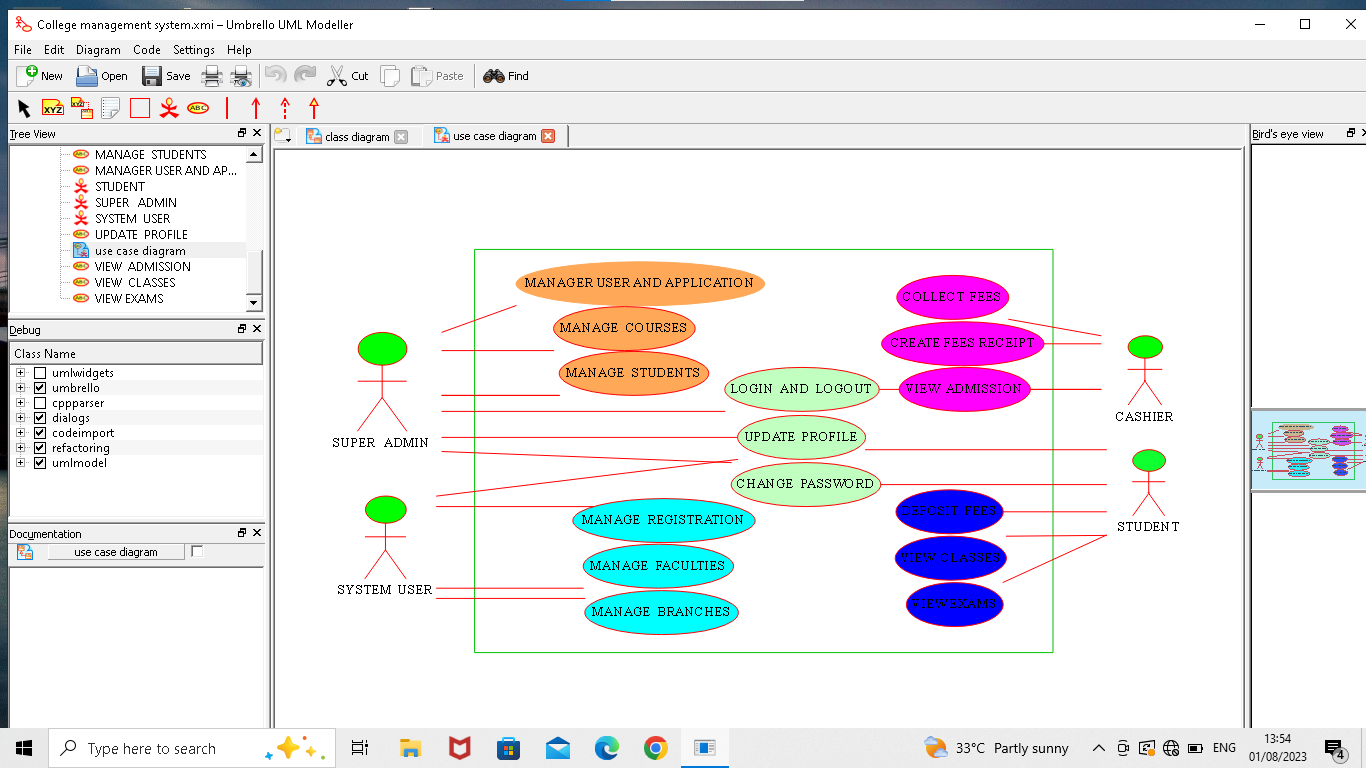 College management system.xmi – Umbrello UML Modeller
File Edit Diagram Code Settings Help
New Open Save Cut Paste Find
XYZ XYZ ABC
Tree View
MANAGE STUDENTS
MANAGER USER AND AP...
STUDENT
SUPER ADMIN
SYSTEM USER
UPDATE PROFILE
use case diagram
VIEW ADMISSION
VIEW CLASSES
VIEW EXAMS
Debug
Class Name
umlwidgets
umbrello
cppparser
dialogs
codeimport
refactoring
umlmodel
Documentation
use case diagram
class diagram
use case diagram
MANAGER USER AND APPLICATION
MANAGE COURSES
MANAGE STUDENTS
COLLECT FEES
CREATE FEES RECEIPT
VIEW ADMISSION
LOGIN AND LOGOUT
UPDATE PROFILE
CHANGE PASSWORD
SUPER ADMIN
CASHIER
MANAGE REGISTRATION
MANAGE FACULTIES
MANAGE BRANCHES
DEPOSIT FEES
VIEW CLASSES
VIEW EXAMS
SYSTEM USER
STUDENT
Bird's eye view
Type here to search
33°C Partly sunny
ENG
13:54
01/08/2023
4